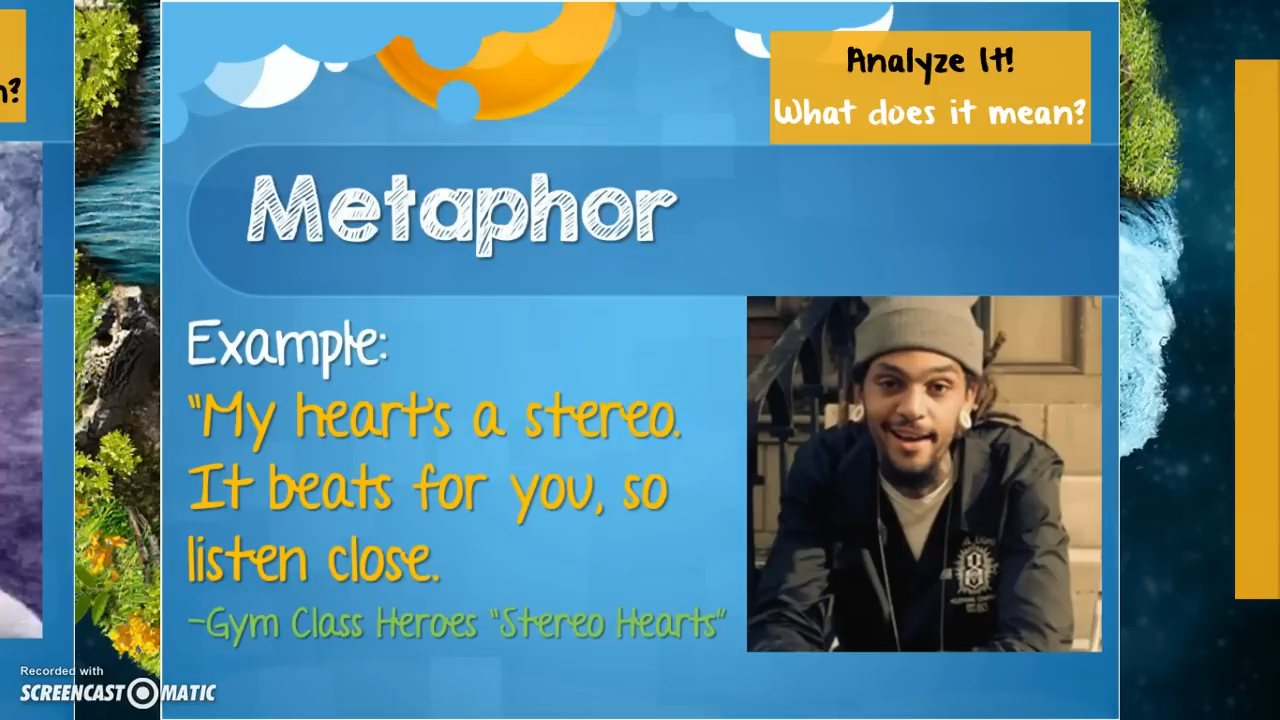 n?
Analyze It!
What does it mean?
Metaphor
Example:
"My heart's a stereo.
It beats for you, so
listen close.
-Gym Class Heroes "Stereo Hearts"
Recorded with
SCREENCAST MATIC